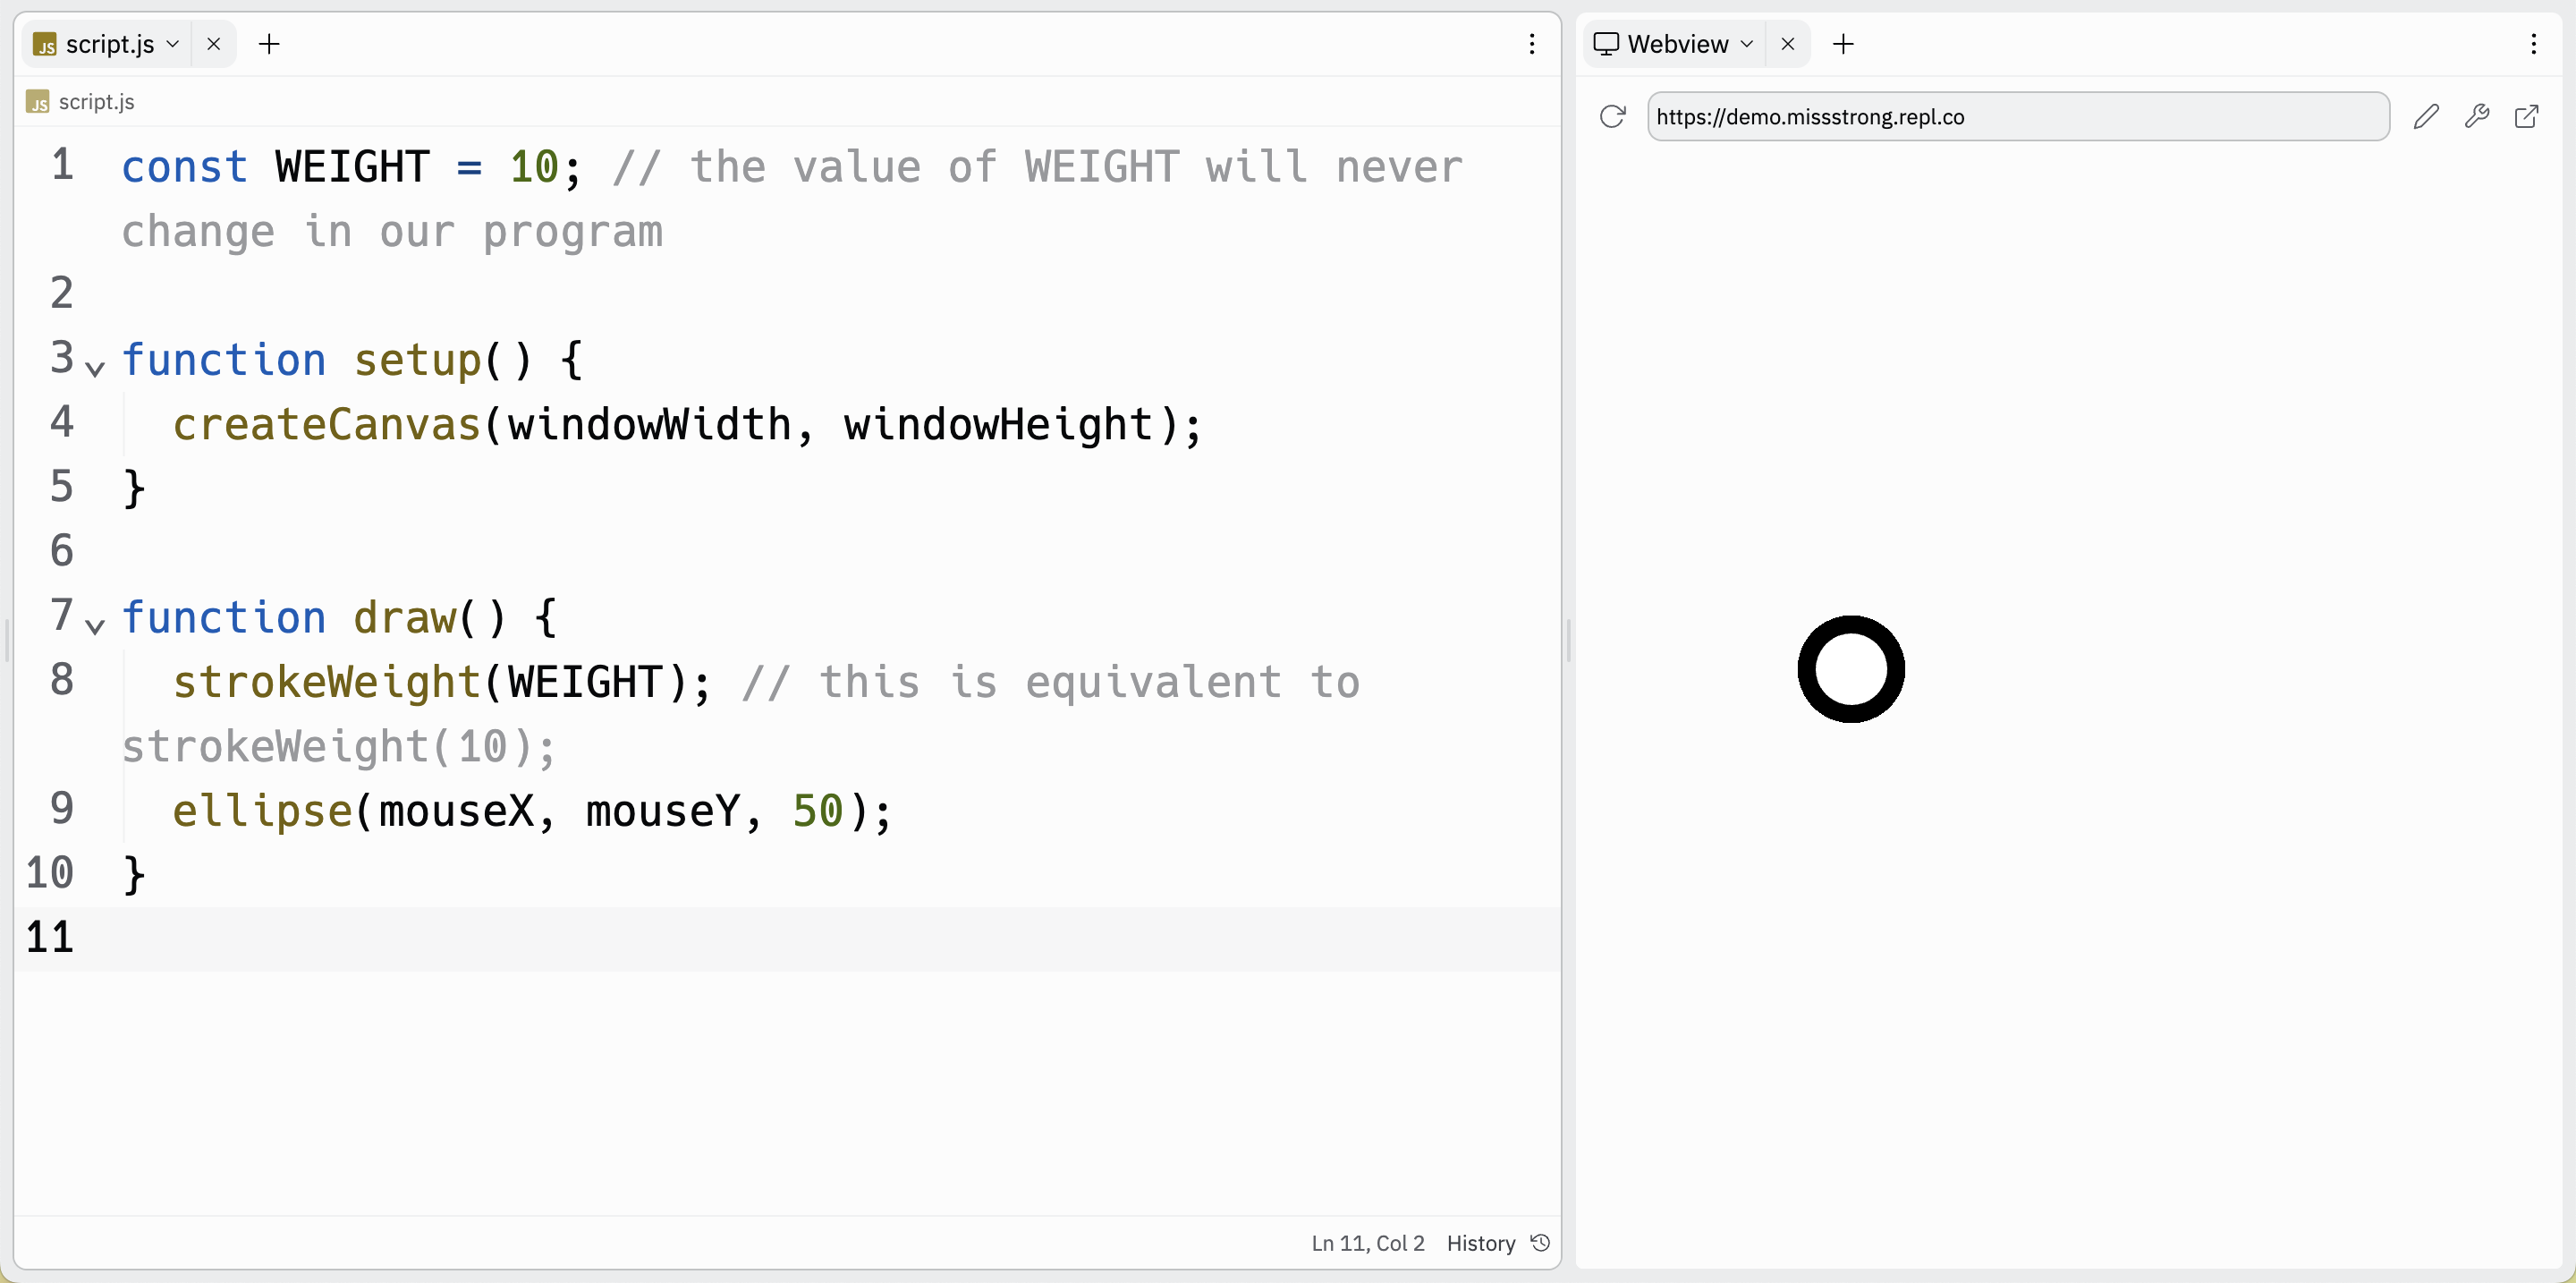 JS script.js
Webview
JS script.js
https://demo.missstrong.repl.co
1 const WEIGHT = 10; // the value of WEIGHT will never
change in our program
2
3 function setup() {
4 createCanvas(windowWidth, windowHeight);
5 }
6
7 function draw() {
8 strokeWeight(WEIGHT); // this is equivalent to
strokeWeight(10);
9 ellipse(mouseX, mouseY, 50);
10 }
11
Ln 11, Col 2 History